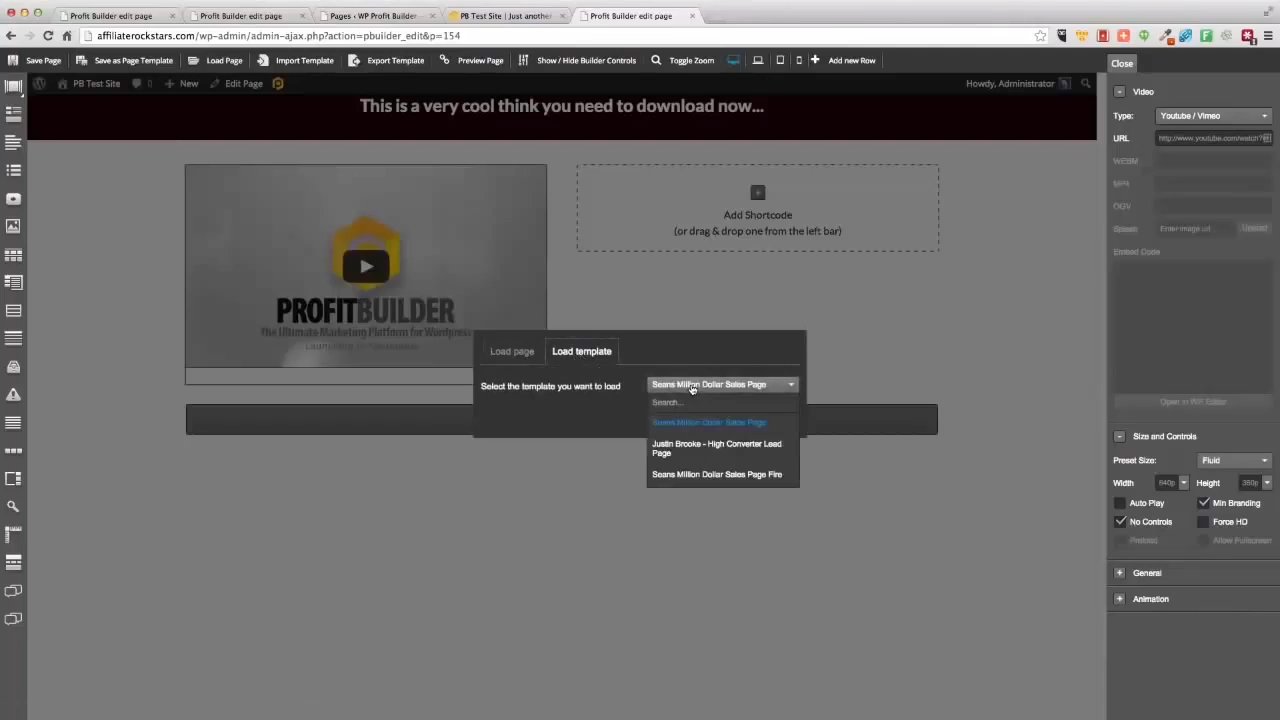 Profit Builder edit page
Profit Builder edit page
Pages ‹ WP Profit Builder
PB Test Site | Just another
Profit Builder edit page
affiliaterockstars.com/wp-admin/admin-ajax.php?action=pbuilder_edit&p=154
Save Page
Save as Page Template
Load Page
Import Template
Export Template
Preview Page
Show / Hide Builder Controls
Toggle Zoom
Add new Row
Close
PB Test Site
0
New
Edit Page
Howdy, Administrator
This is a very cool think you need to download now...
Video
Type:
Youtube / Vimeo
URL
http://www.youtube.com/watch?
WEBM
MP4
OGV
Splash
Enter image url
Upload
Embed Code
Open in WP Editor
PROFITBUILDER
The Ultimate Marketing Platform for Wordpress
Add Shortcode
(or drag & drop one from the left bar)
Load page
Load template
Select the template you want to load
Seans Million Dollar Sales Page
Search...
Seans Million Dollar Sales Page
Justin Brooke - High Converter Lead
Page
Seans Million Dollar Sales Page Fire
Size and Controls
Preset Size:
Fluid
Width
640p
Height
360p
Auto Play
Min Branding
No Controls
Force HD
Preload
Allow Fullscreen
General
Animation